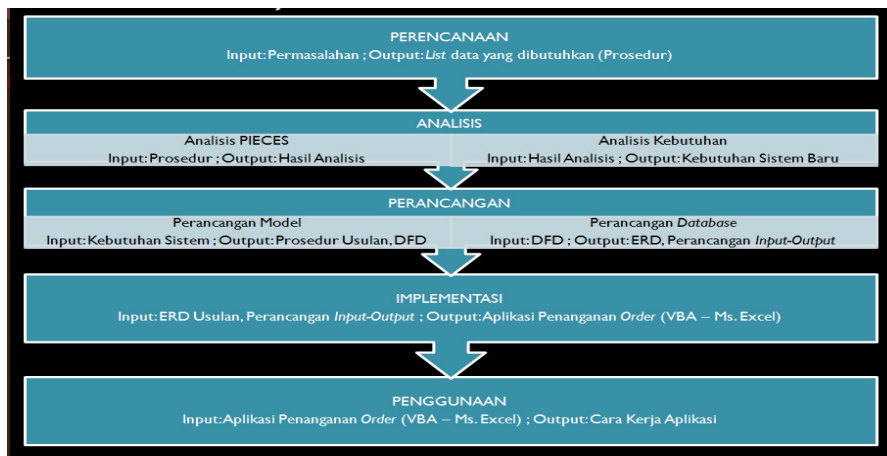 PERENCANAAN
Input:Permasalahan ; Output:List data yang dibutuhkan (Prosedur)
ANALISIS
Analisis PIECES
Input:Prosedur ; Output:Hasil Analisis
Analisis Kebutuhan
Input:Hasil Analisis ; Output:Kebutuhan Sistem Baru
PERANCANGAN
Perancangan Model
Input:Kebutuhan Sistem ; Output:Prosedur Usulan, DFD
Perancangan Database
Input:DFD ; Output:ERD, Perancangan Input-Output
IMPLEMENTASI
Input:ERD Usulan, Perancangan Input-Output ; Output:Aplikasi Penanganan Order (VBA – Ms. Excel)
PENGGUNAAN
Input:Aplikasi Penanganan Order (VBA – Ms. Excel) ; Output:Cara Kerja Aplikasi